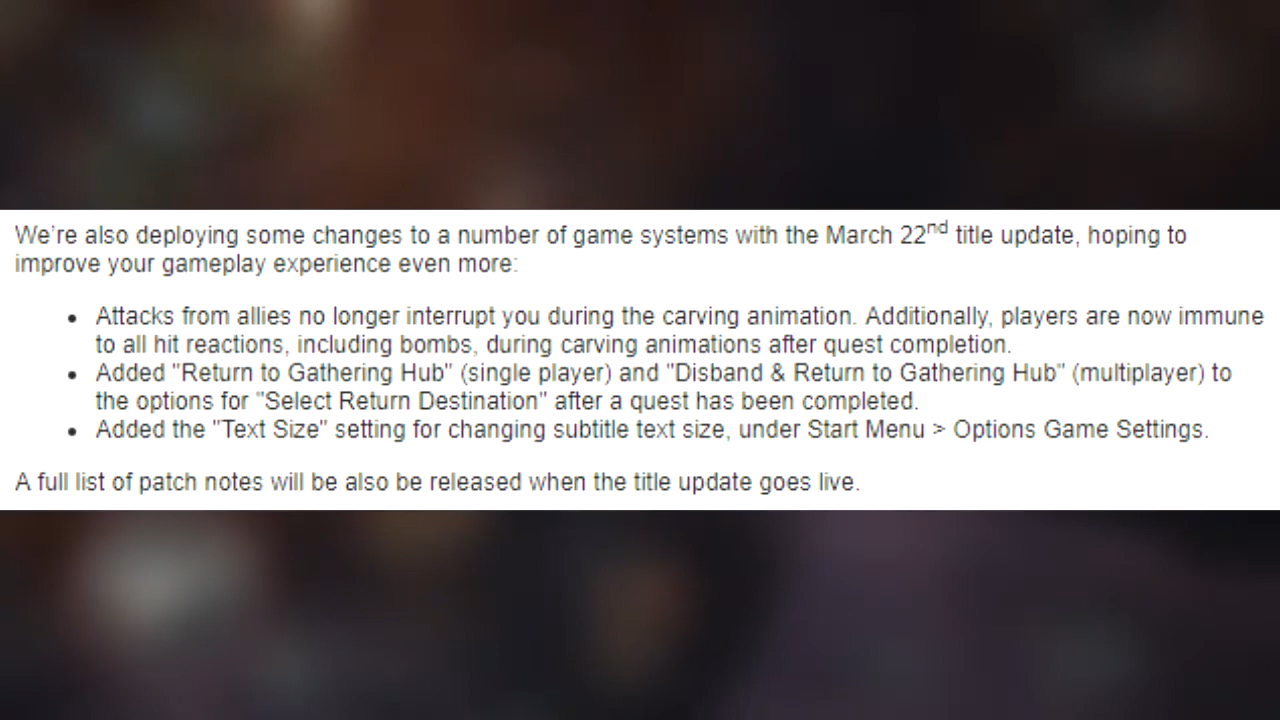 We're also deploying some changes to a number of game systems with the March 22nd title update, hoping to
improve your gameplay experience even more:
• Attacks from allies no longer interrupt you during the carving animation. Additionally, players are now immune
to all hit reactions, including bombs, during carving animations after quest completion.
• Added "Return to Gathering Hub" (single player) and "Disband & Return to Gathering Hub" (multiplayer) to
the options for "Select Return Destination" after a quest has been completed.
• Added the "Text Size" setting for changing subtitle text size, under Start Menu > Options Game Settings.
A full list of patch notes will be also be released when the title update goes live.